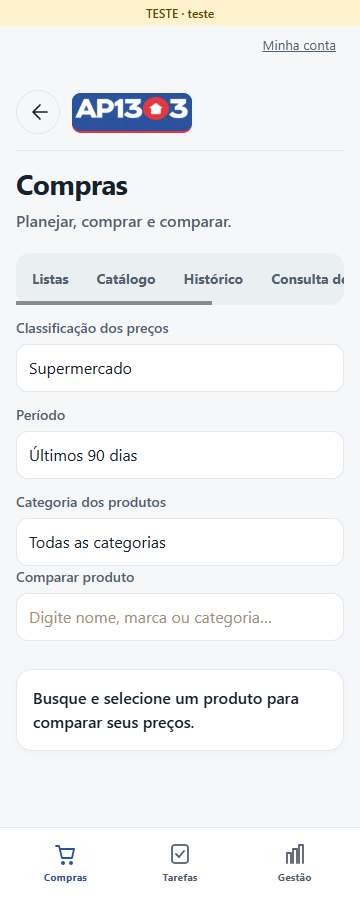 TESTE · teste
Minha conta
AP1303
Compras
Planejar, comprar e comparar.
Listas Catálogo Histórico Consulta de
Classificação dos preços
Supermercado
Período
Últimos 90 dias
Categoria dos produtos
Todas as categorias
Comparar produto
Digite nome, marca ou categoria...
Busque e selecione um produto para
comparar seus preços.
Compras Tarefas Gestão